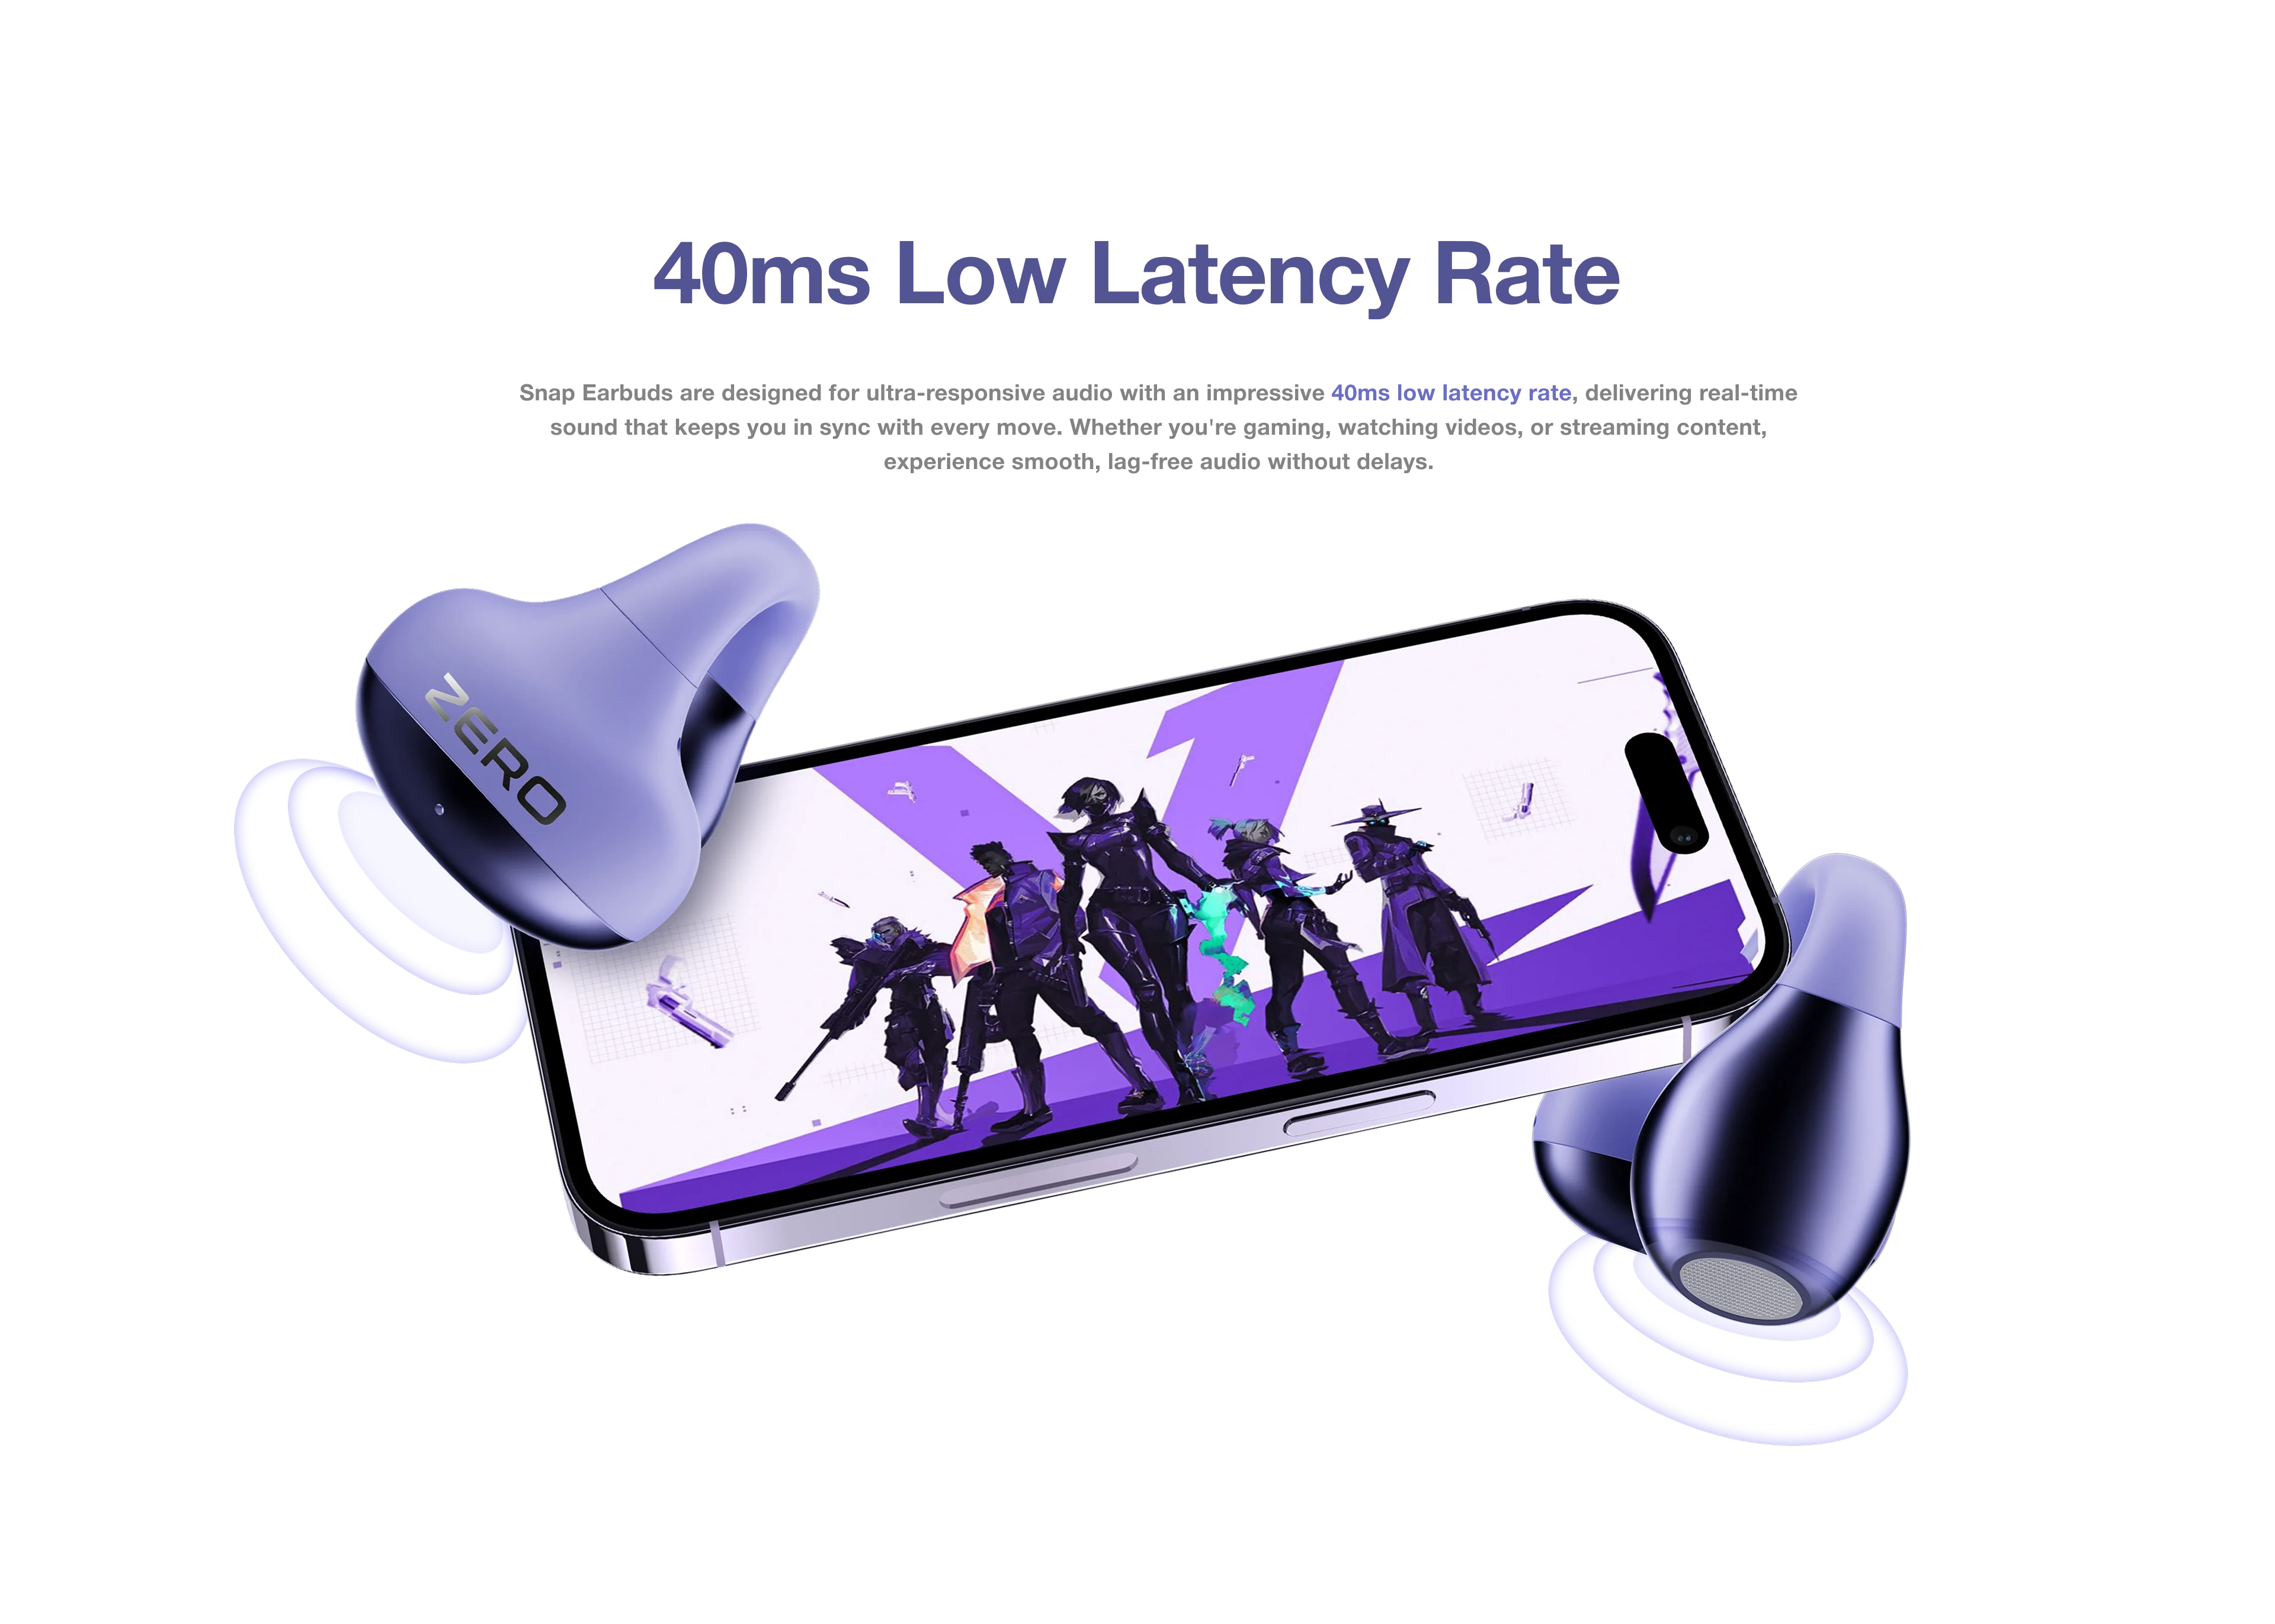 40ms Low Latency Rate
Snap Earbuds are designed for ultra-responsive audio with an impressive 40ms low latency rate, delivering real-time
sound that keeps you in sync with every move. Whether you're gaming, watching videos, or streaming content,
experience smooth, lag-free audio without delays.
ZERO